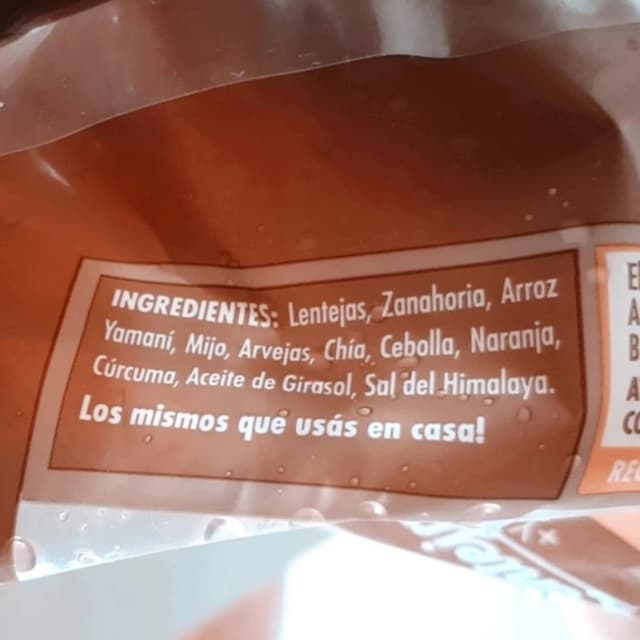 INGREDIENTES: Lentejas, Zanahoria, Arroz
Yamaní, Mijo, Arvejas, Chía, Cebolla, Naranja,
Cúrcuma, Aceite de Girasol, Sal del Himalaya.
Los mismos que usás en casa!